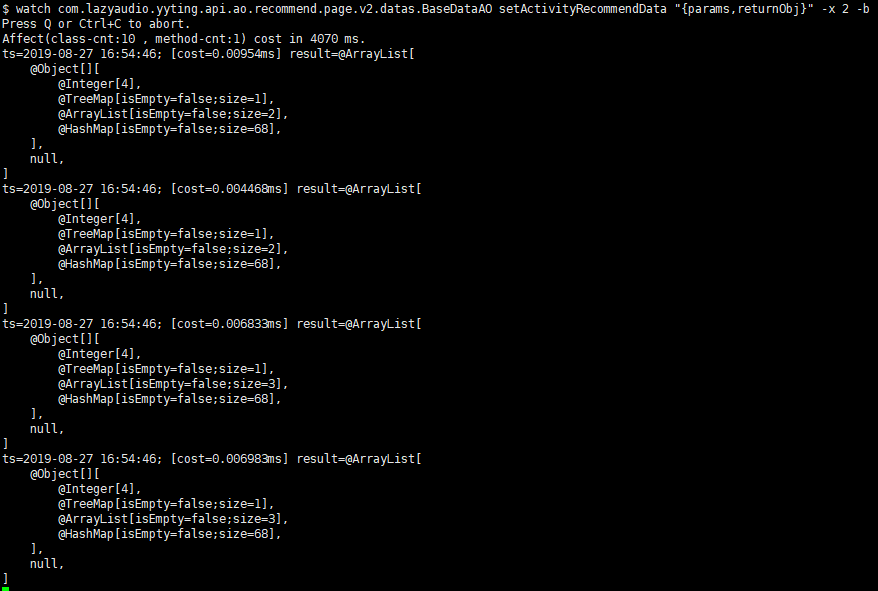 $ watch com.lazyaudio.yyting.api.ao.recommend.page.v2.datas.BaseDataAO setActivityRecommendData "{params,returnObj}" -x 2 -b
Press Q or Ctrl+C to abort.
Affect(class-cnt:10 , method-cnt:1) cost in 4070 ms.
ts=2019-08-27 16:54:46; [cost=0.00954ms] result=@ArrayList[
    @Object[][
        @Integer[4],
        @TreeMap[isEmpty=false;size=1],
        @ArrayList[isEmpty=false;size=2],
        @HashMap[isEmpty=false;size=68],
    ],
    null,
]
ts=2019-08-27 16:54:46; [cost=0.004468ms] result=@ArrayList[
    @Object[][
        @Integer[4],
        @TreeMap[isEmpty=false;size=1],
        @ArrayList[isEmpty=false;size=2],
        @HashMap[isEmpty=false;size=68],
    ],
    null,
]
ts=2019-08-27 16:54:46; [cost=0.006833ms] result=@ArrayList[
    @Object[][
        @Integer[4],
        @TreeMap[isEmpty=false;size=1],
        @ArrayList[isEmpty=false;size=3],
        @HashMap[isEmpty=false;size=68],
    ],
    null,
]
ts=2019-08-27 16:54:46; [cost=0.006983ms] result=@ArrayList[
    @Object[][
        @Integer[4],
        @TreeMap[isEmpty=false;size=1],
        @ArrayList[isEmpty=false;size=3],
        @HashMap[isEmpty=false;size=68],
    ],
    null,
]